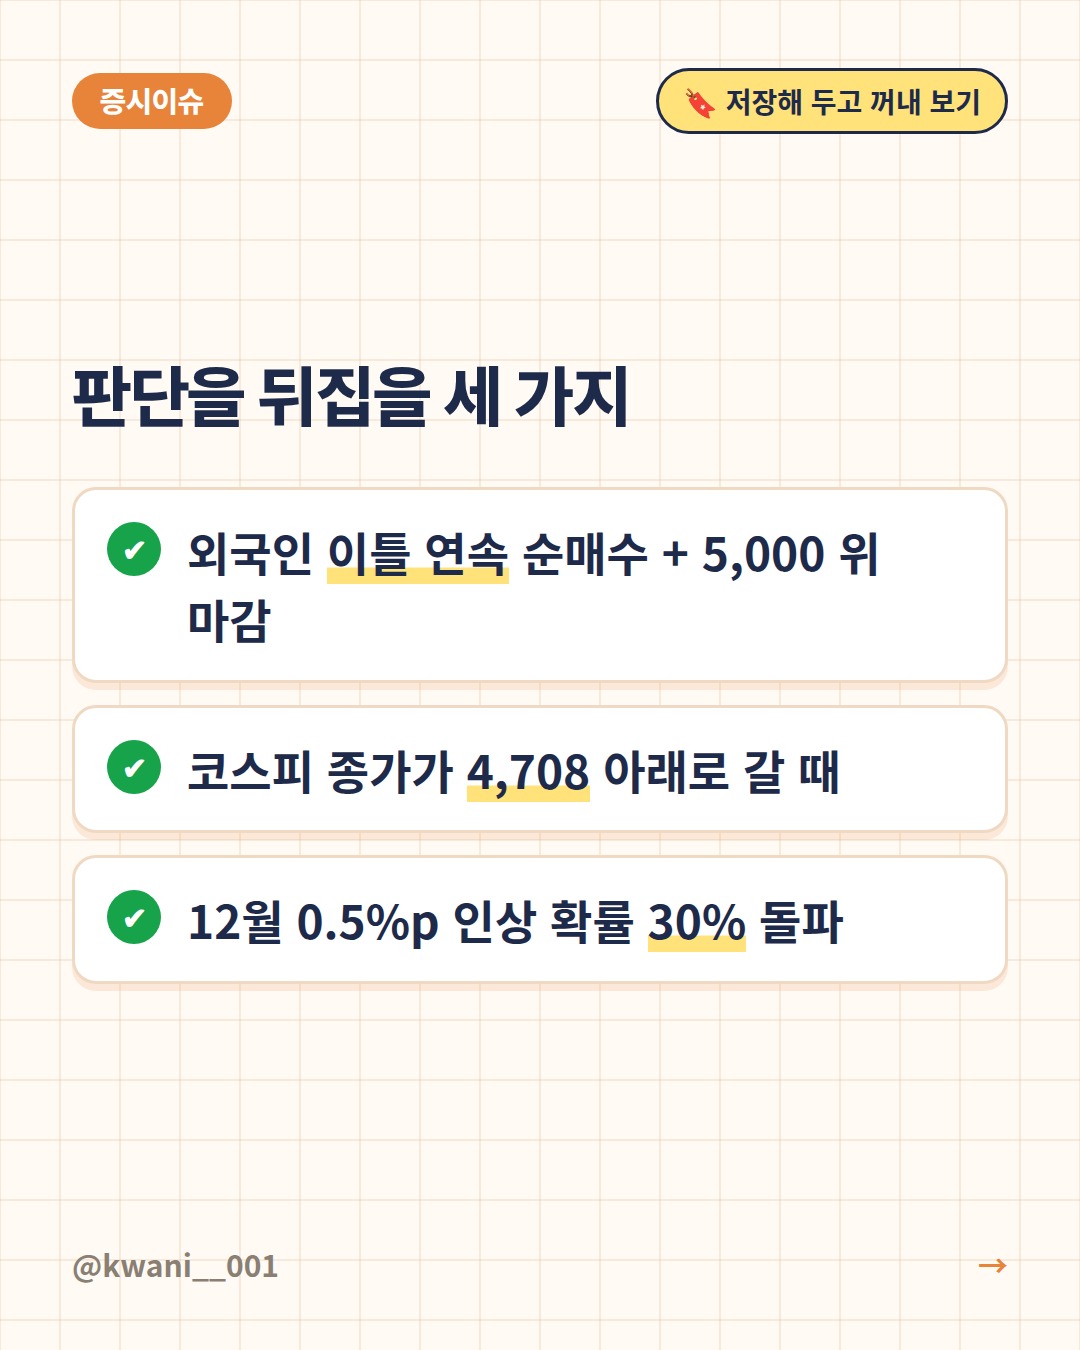 증시이슈
🔖 저장해 두고 꺼내 보기
판단을 뒤집을 세 가지
✔ 외국인 이틀 연속 순매수 + 5,000 위
마감
✔ 코스피 종가가 4,708 아래로 갈 때
✔ 12월 0.5%p 인상 확률 30% 돌파
@kwani__001
→